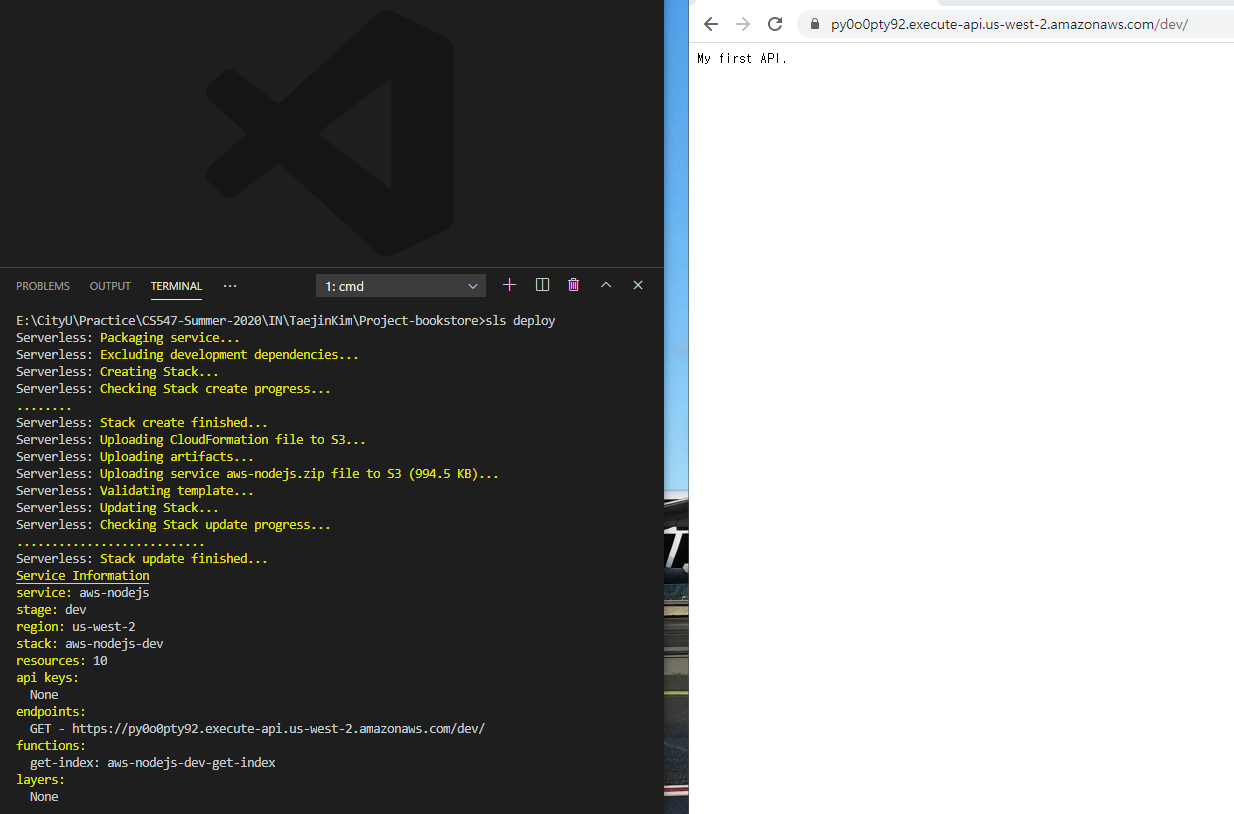 PROBLEMS OUTPUT TERMINAL ... 1: cmd
E:\CityU\Practice\CS547-Summer-2020\IN\TaejinKim\Project-bookstore>sls deploy
Serverless: Packaging service...
Serverless: Excluding development dependencies...
Serverless: Creating Stack...
Serverless: Checking Stack create progress...
........
Serverless: Stack create finished...
Serverless: Uploading CloudFormation file to S3...
Serverless: Uploading artifacts...
Serverless: Uploading service aws-nodejs.zip file to S3 (994.5 KB)...
Serverless: Validating template...
Serverless: Updating Stack...
Serverless: Checking Stack update progress...
...........................
Serverless: Stack update finished...
Service Information
service: aws-nodejs
stage: dev
region: us-west-2
stack: aws-nodejs-dev
resources: 10
api keys:
  None
endpoints:
  GET - https://py0o0pty92.execute-api.us-west-2.amazonaws.com/dev/
functions:
  get-index: aws-nodejs-dev-get-index
layers:
  None
py0o0pty92.execute-api.us-west-2.amazonaws.com/dev/
My first API.